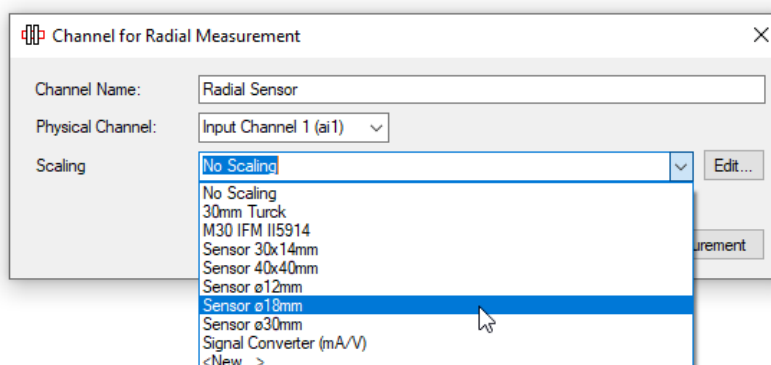 Channel for Radial Measurement
Channel Name: Radial Sensor
Physical Channel: Input Channel 1 (ai1)
Scaling No Scaling Edit...
No Scaling
30mm Turck
M30 IFM II5914
Sensor 30x14mm
urement
Sensor 40x40mm
Sensor ø12mm
Sensor ø18mm
Sensor ø30mm
Signal Converter (mA/V)
<New...>